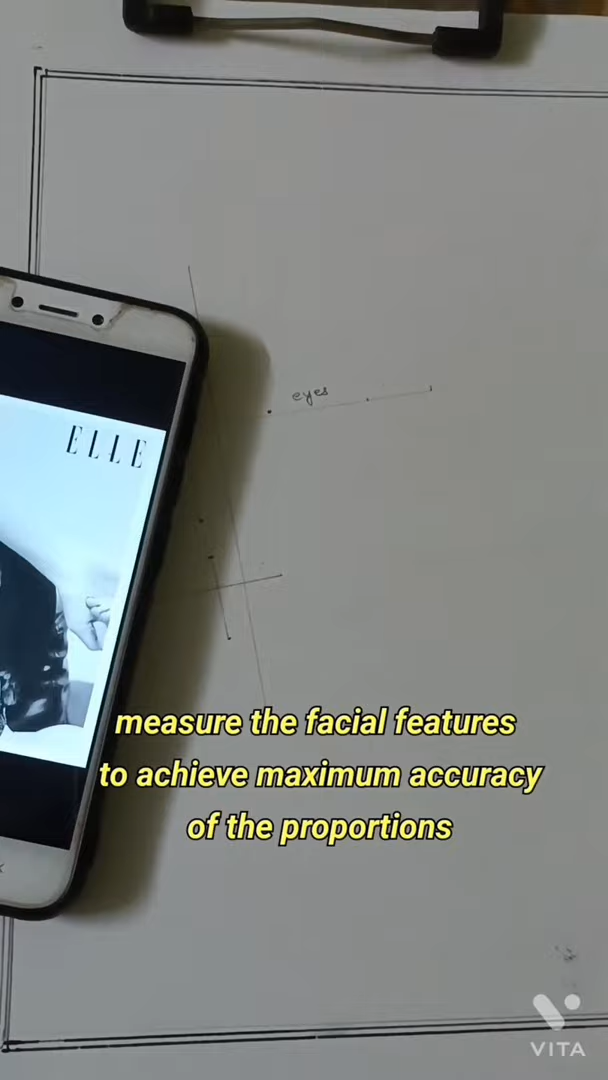 eyes
ELLE
measure the facial features
to achieve maximum accuracy
of the proportions
VITA